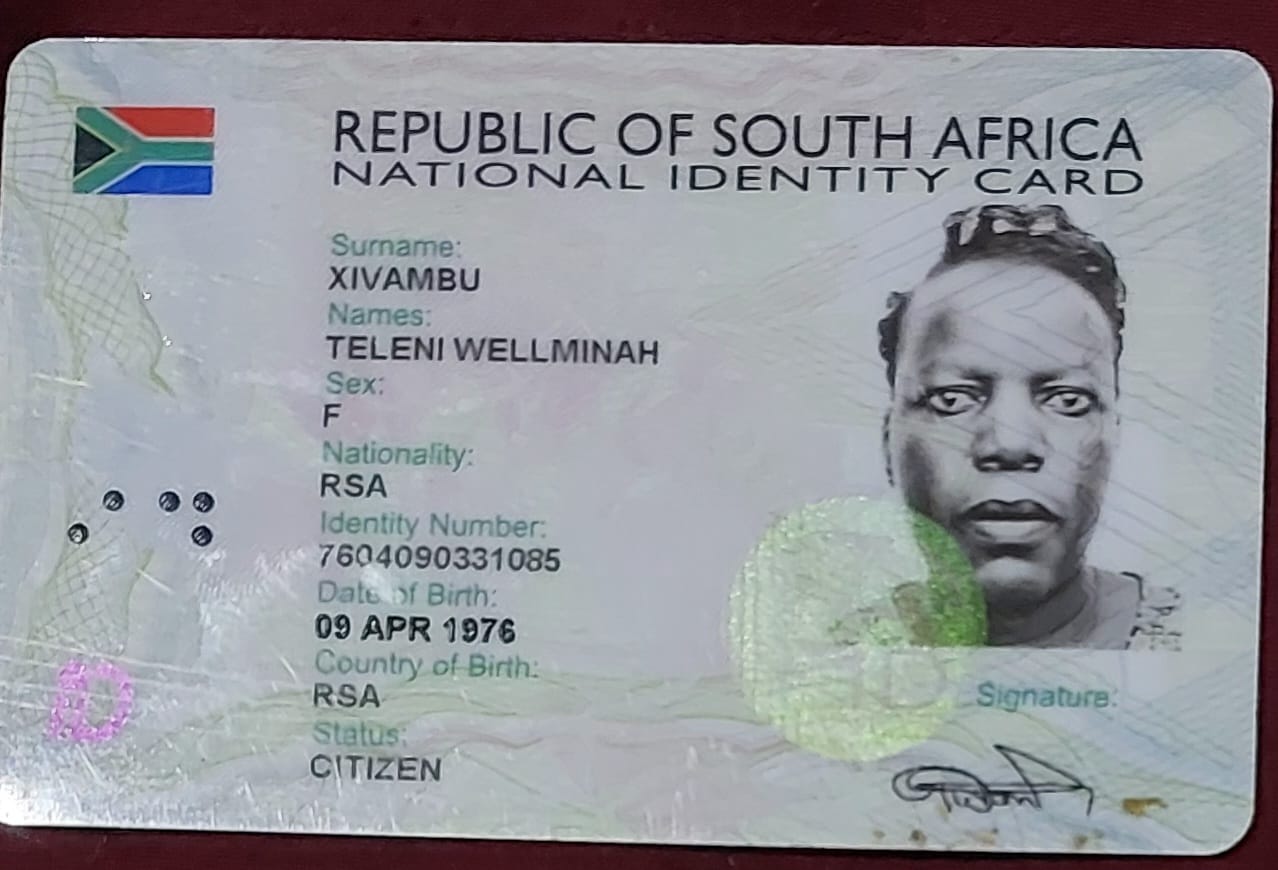 REPUBLIC OF SOUTH AFRICA
NATIONAL IDENTITY CARD
Surname:
XIVAMBU
Names:
TELENI WELLMINAH
Sex:
F
Nationality:
RSA
Identity Number:
7604090331085
Date of Birth:
09 APR 1976
Country of Birth:
RSA
Status:
CITIZEN
Signature:
ID